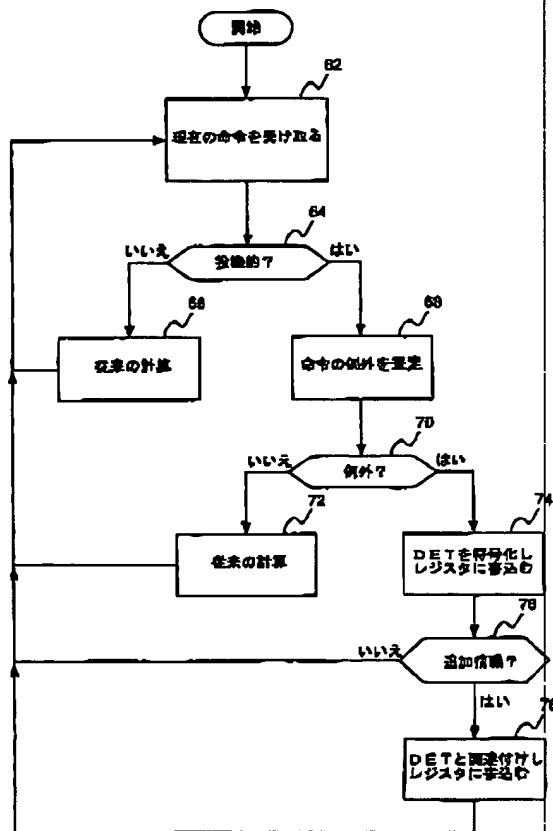 開始
62
現在の命令を受け取る
64
いいえ
投機的?
はい
66
68
従来の計算
命令の例外を査定
70
いいえ
例外?
はい
72
74
従来の計算
DETを符号化し
レジスタに書込む
78
いいえ
追加情報?
はい
76
DETと関連付けし
レジスタに書込む